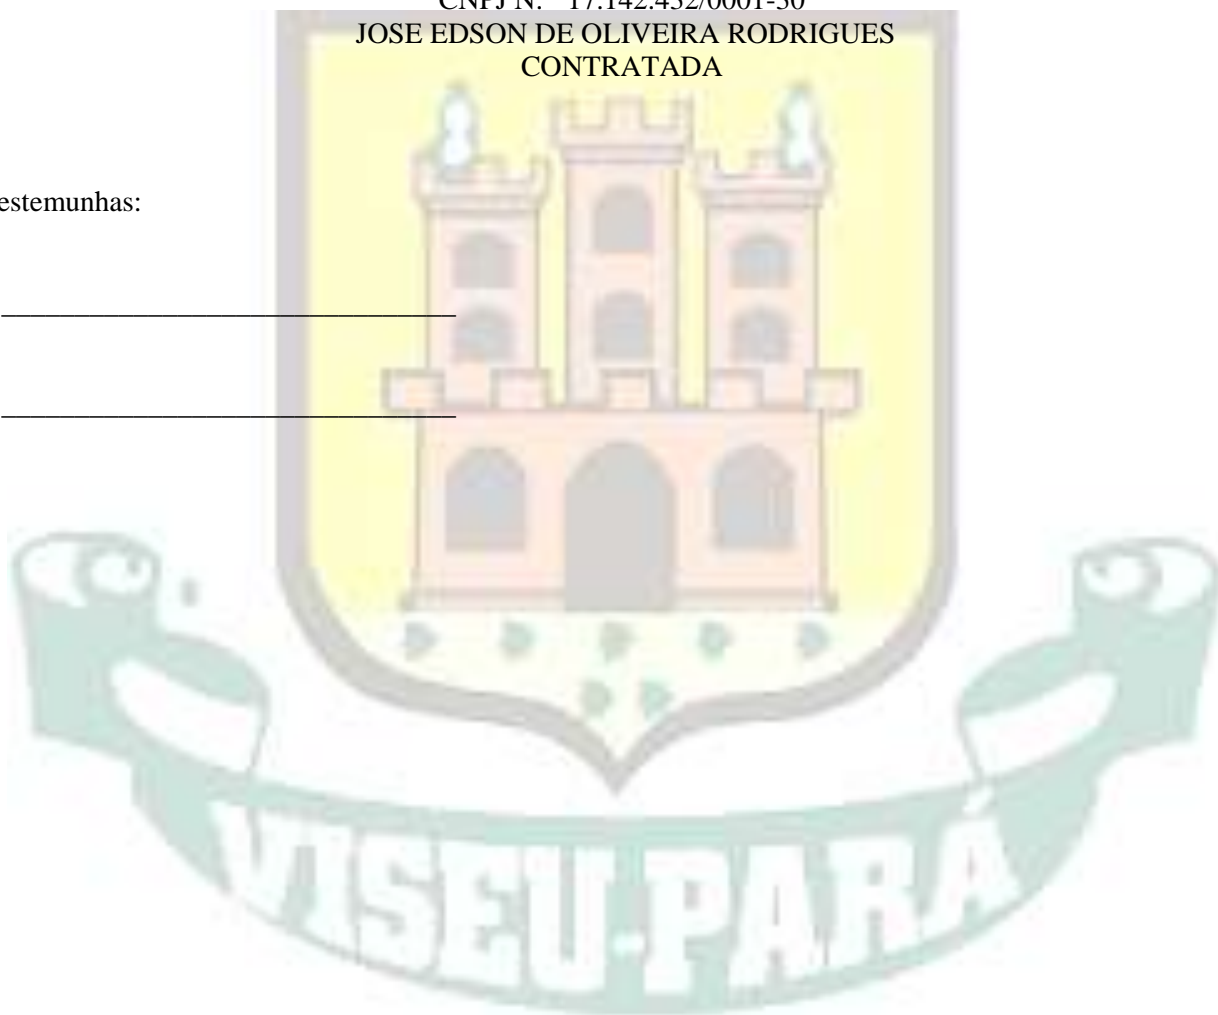 CNPJ N. 17.142.432/0001-30
JOSE EDSON DE OLIVEIRA RODRIGUES
CONTRATADA
estemunhas:
VISEU-PARÁ